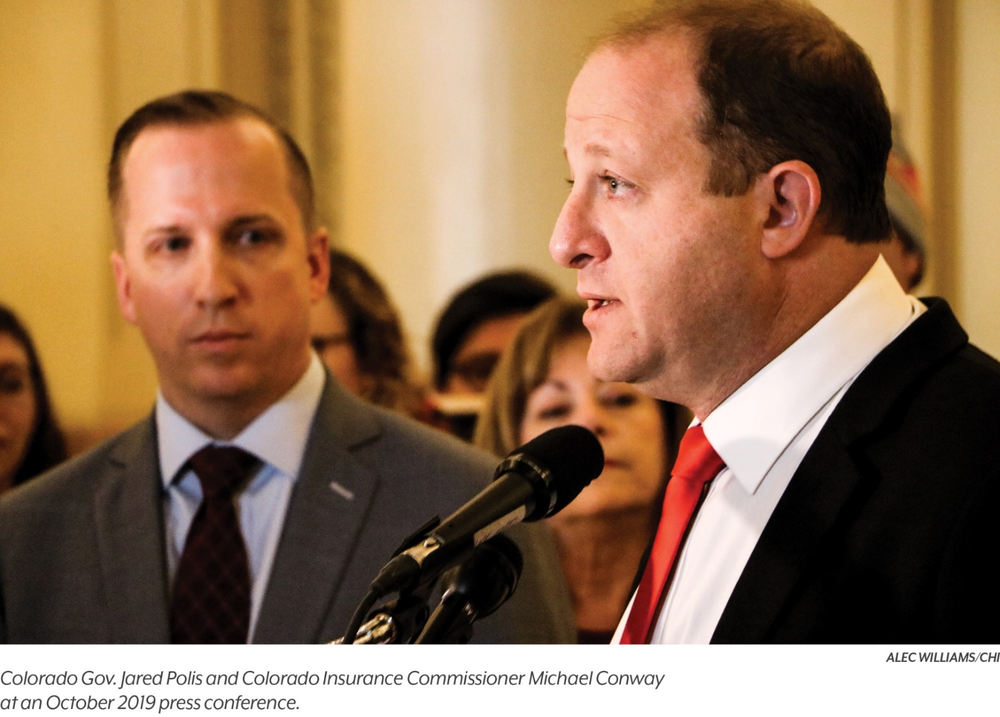 ALEC WILLIAMS/CHI
Colorado Gov. Jared Polis and Colorado Insurance Commissioner Michael Conway
at an October 2019 press conference.